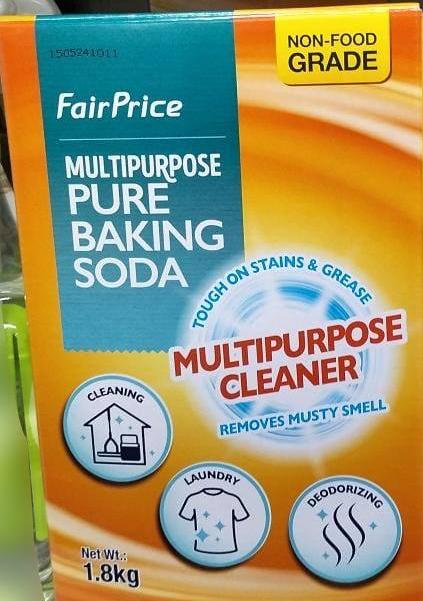 1505241011
NON-FOOD
GRADE
FairPrice
MULTIPURPOSE
PURE
BAKING
SODA
TOUGH ON STAINS & GREASE
MULTIPURPOSE
CLEANER
REMOVES MUSTY SMELL
CLEANING
LAUNDRY
DEODORIZING
Net Wt.:
1.8kg